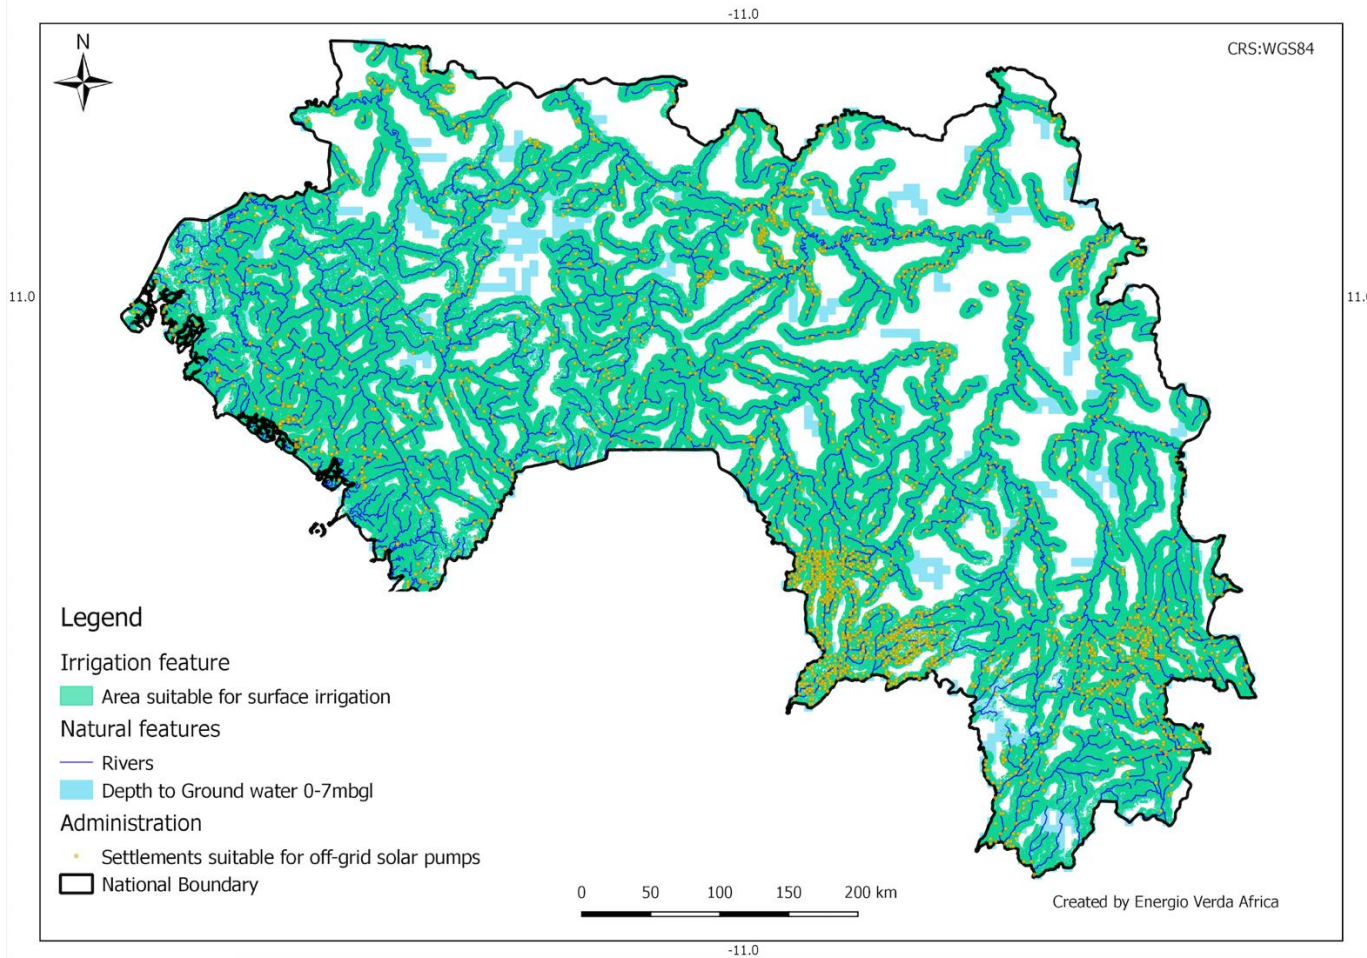 -11.0
N
CRS:WGS84
11.0
11.0
Legend
Irrigation feature
Area suitable for surface irrigation
Natural features
Rivers
Depth to Ground water 0-7mbgl
Administration
Settlements suitable for off-grid solar pumps
National Boundary
0 50 100 150 200 km
Created by Energio Verda Africa
-11.0